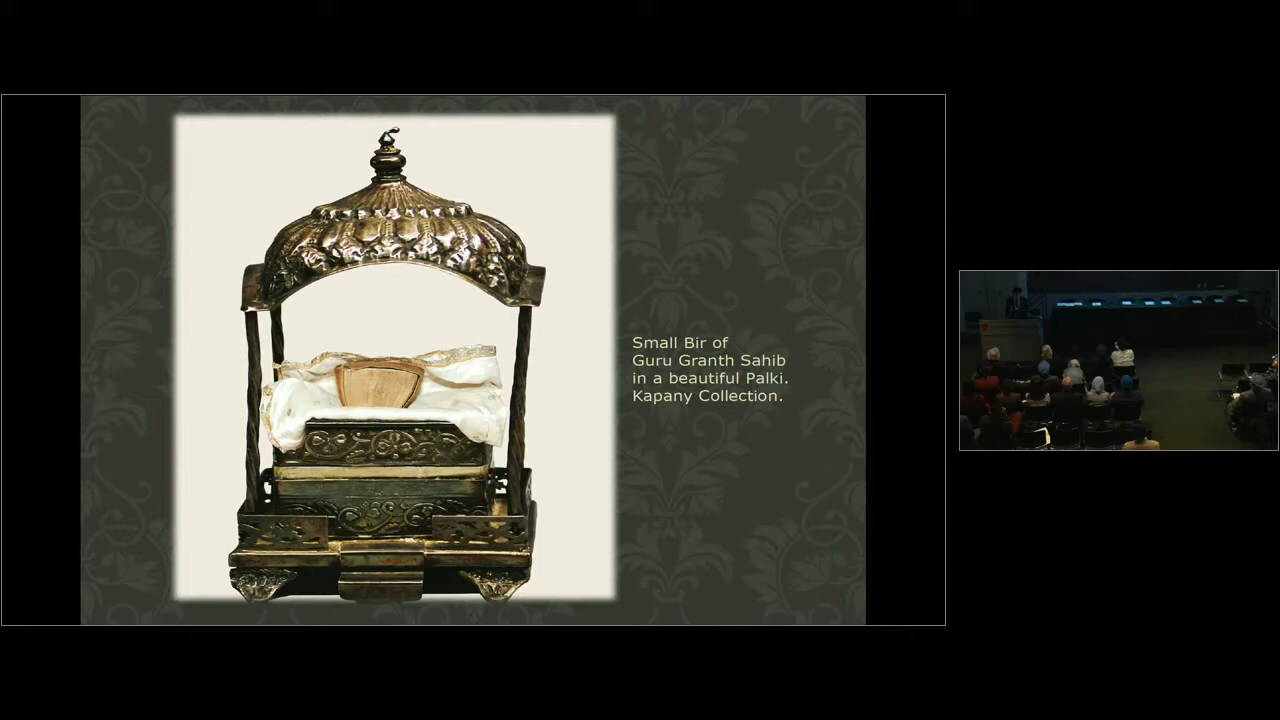 Small Bir of
Guru Granth Sahib
in a beautiful Palki.
Kapany Collection.